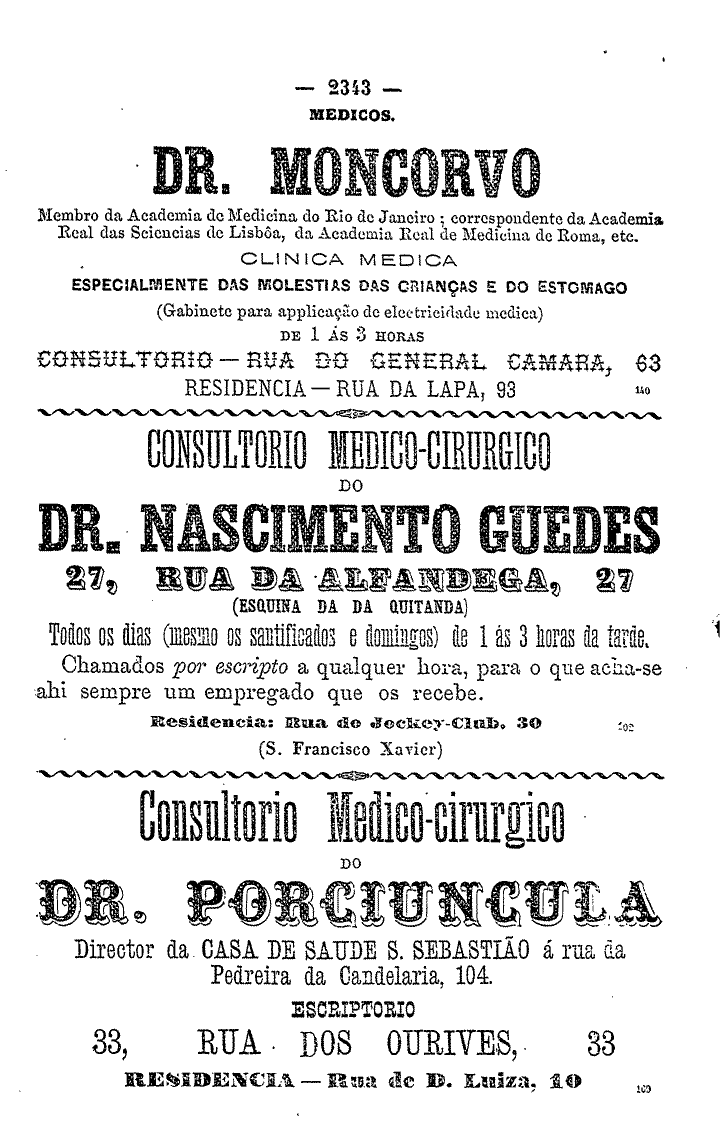 — 2343 —
MEDICOS.
DR. MONCORVO
Membro da Academia de Medicina do Rio de Janeiro ; correspondente da Academia
Real das Sciencias de Lisbôa, da Academia Real de Medicina de Roma, etc.
CLINICA MEDICA
ESPECIALMENTE DAS MOLESTIAS DAS CRIANÇAS E DO ESTOMAGO
(Gabinete para applicação de electricidade medica)
DE 1 ÁS 3 HORAS
CONSULTORIO — RUA DO GENERAL CAMARA, 63
RESIDENCIA — RUA DA LAPA, 93 140
CONSULTORIO MEDICO-CIRURGICO
DO
DR. NASCIMENTO GUEDES
27, RUA DA ALFANDEGA, 27
(ESQUINA DA DA QUITANDA)
Todos os dias (mesmo os santificados e domingos) de 1 ás 3 horas da tarde.
Chamados por escripto a qualquer hora, para o que acha-se
ahi sempre um empregado que os recebe.
Residencia: Rua do Jockey-Club, 30
(S. Francisco Xavier)
Consultorio Medico-cirurgico
DO
DR. PORCIUNCULA
Director da CASA DE SAUDE S. SEBASTIÃO á rua da
Pedreira da Candelaria, 104.
ESCRIPTORIO
33, RUA DOS OURIVES, 33
RESIDENCIA — Rua de D. Luiza, 10